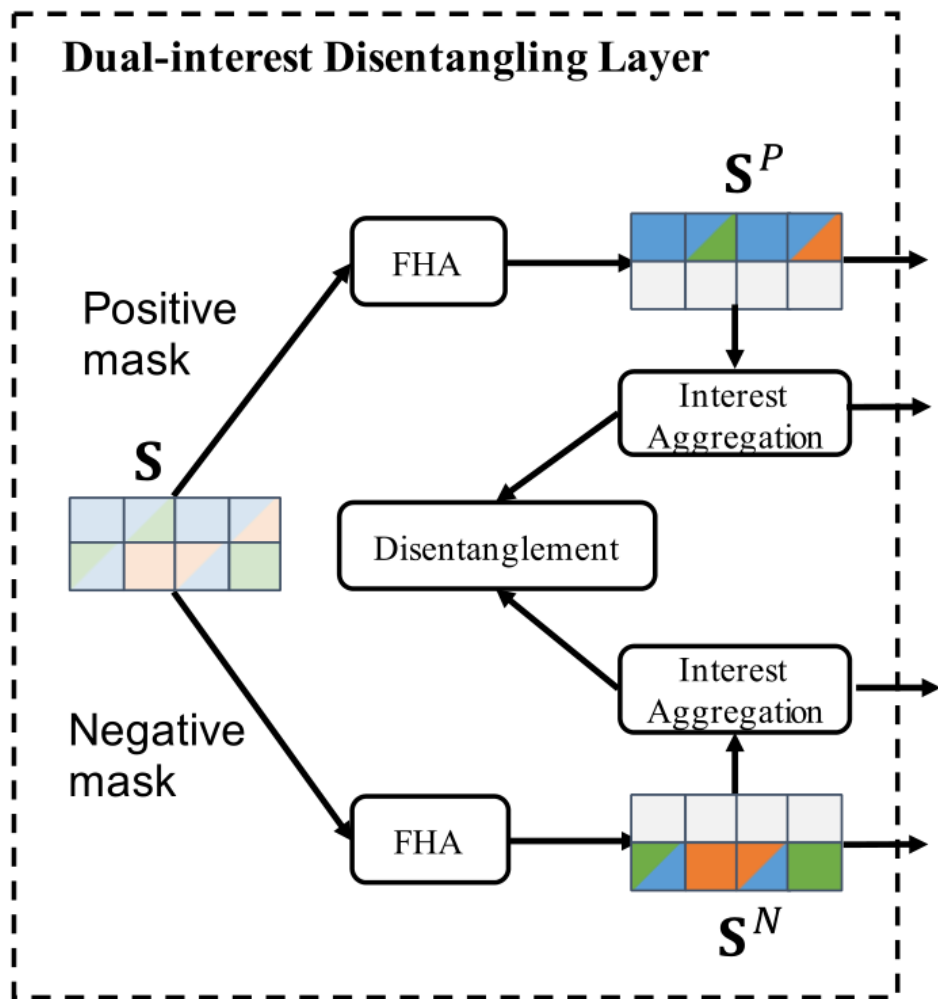 Dual-interest Disentangling Layer
S^P
FHA
Positive
mask
Interest
Aggregation
S
Disentanglement
Interest
Aggregation
Negative
mask
FHA
S^N